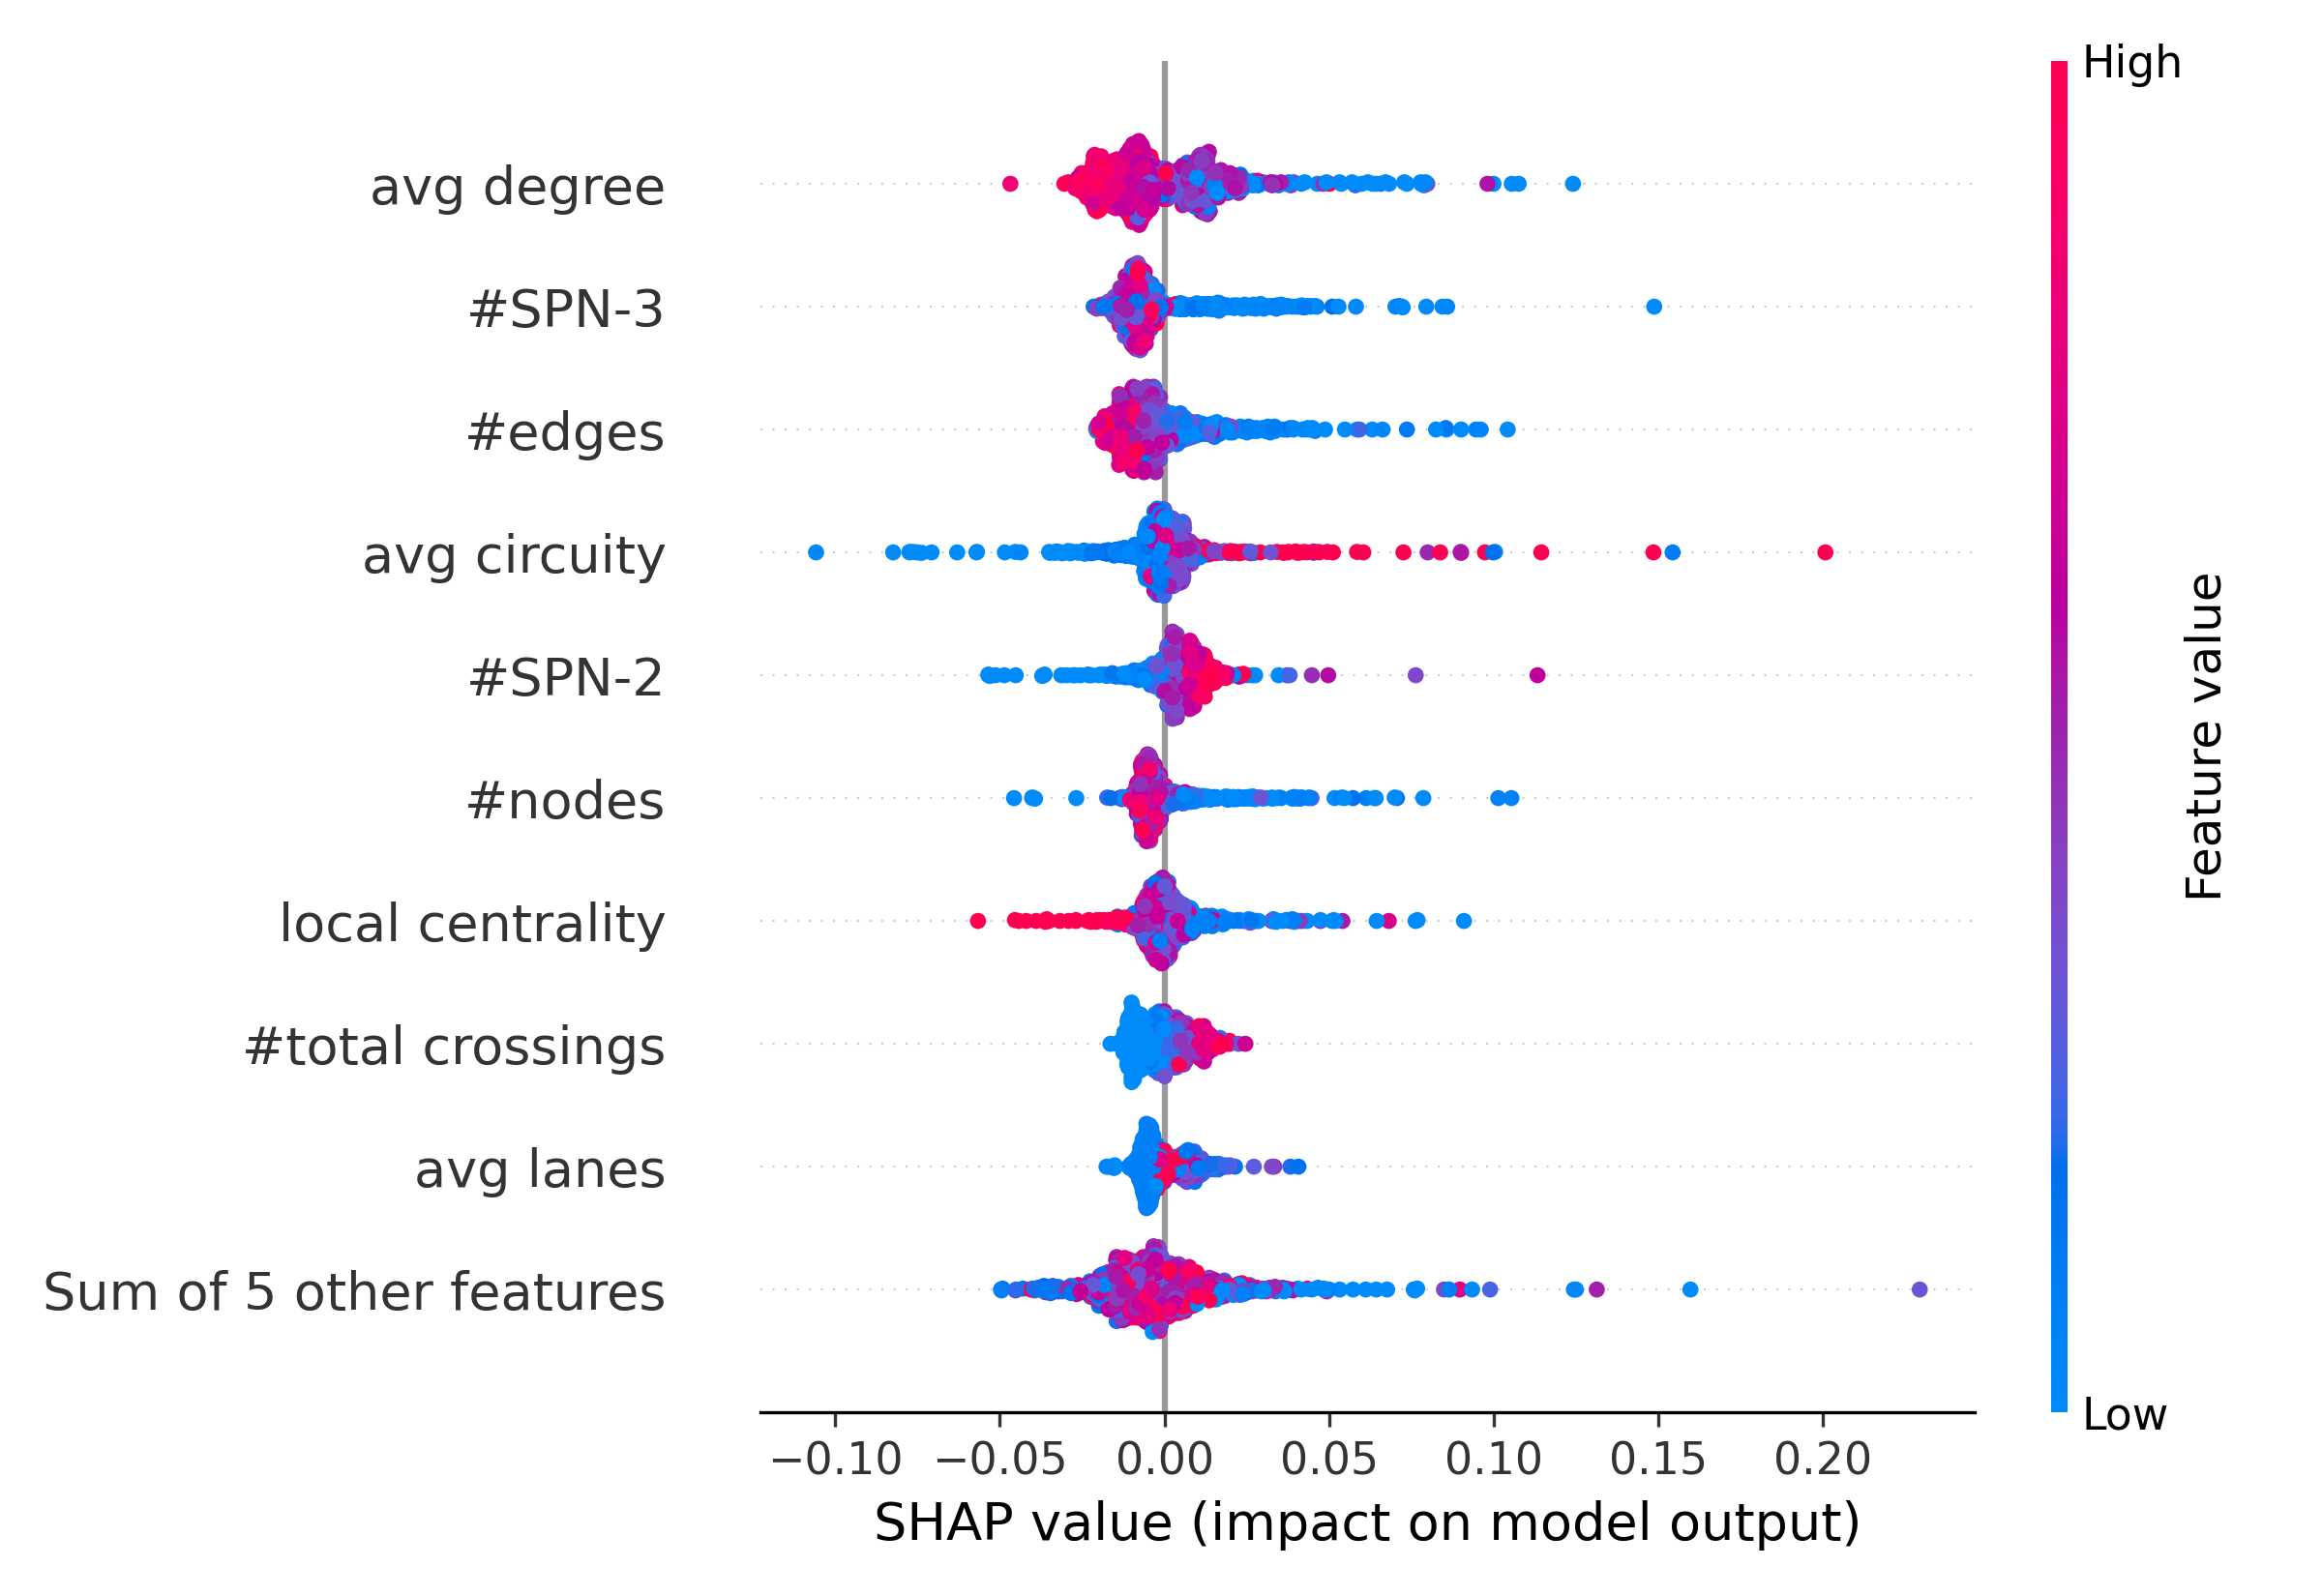 High
avg degree
#SPN-3
#edges
avg circuity
#SPN-2
#nodes
local centrality
#total crossings
avg lanes
Sum of 5 other features
Feature value
Low
−0.10 −0.05 0.00 0.05 0.10 0.15 0.20
SHAP value (impact on model output)